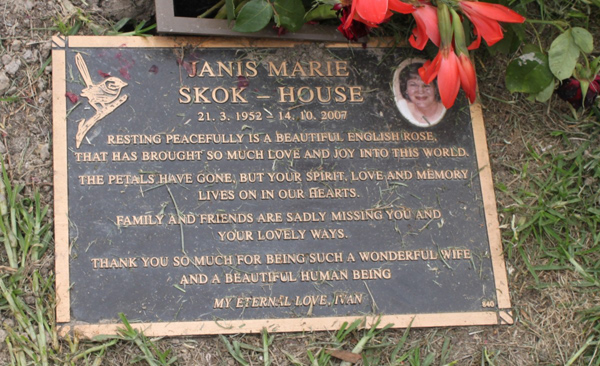 JANIS MARIE
SKOK – HOUSE
21. 3. 1952 – 14. 10. 2007
RESTING PEACEFULLY IS A BEAUTIFUL ENGLISH ROSE,
THAT HAS BROUGHT SO MUCH LOVE AND JOY INTO THIS WORLD.
THE PETALS HAVE GONE, BUT YOUR SPIRIT, LOVE AND MEMORY
LIVES ON IN OUR HEARTS.
FAMILY AND FRIENDS ARE SADLY MISSING YOU AND
YOUR LOVELY WAYS.
THANK YOU SO MUCH FOR BEING SUCH A WONDERFUL WIFE
AND A BEAUTIFUL HUMAN BEING
MY ETERNAL LOVE, IVAN
640